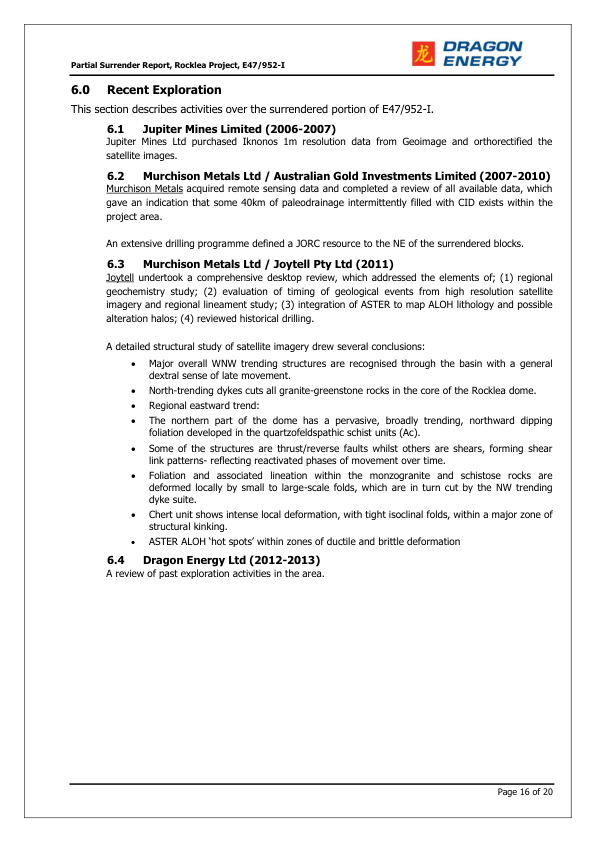 龙
DRAGON
ENERGY
Partial Surrender Report, Rocklea Project, E47/952-I
6.0 Recent Exploration
This section describes activities over the surrendered portion of E47/952-I.
6.1 Jupiter Mines Limited (2006-2007)
Jupiter Mines Ltd purchased Iknonos 1m resolution data from Geoimage and orthorectified the
satellite images.
6.2 Murchison Metals Ltd / Australian Gold Investments Limited (2007-2010)
Murchison Metals acquired remote sensing data and completed a review of all available data, which
gave an indication that some 40km of paleodrainage intermittently filled with CID exists within the
project area.
An extensive drilling programme defined a JORC resource to the NE of the surrendered blocks.
6.3 Murchison Metals Ltd / Joytell Pty Ltd (2011)
Joytell undertook a comprehensive desktop review, which addressed the elements of; (1) regional
geochemistry study; (2) evaluation of timing of geological events from high resolution satellite
imagery and regional lineament study; (3) integration of ASTER to map ALOH lithology and possible
alteration halos; (4) reviewed historical drilling.
A detailed structural study of satellite imagery drew several conclusions:
• Major overall WNW trending structures are recognised through the basin with a general
dextral sense of late movement.
• North-trending dykes cuts all granite-greenstone rocks in the core of the Rocklea dome.
• Regional eastward trend:
• The northern part of the dome has a pervasive, broadly trending, northward dipping
foliation developed in the quartzofeldspathic schist units (Ac).
• Some of the structures are thrust/reverse faults whilst others are shears, forming shear
link patterns- reflecting reactivated phases of movement over time.
• Foliation and associated lineation within the monzogranite and schistose rocks are
deformed locally by small to large-scale folds, which are in turn cut by the NW trending
dyke suite.
• Chert unit shows intense local deformation, with tight isoclinal folds, within a major zone of
structural kinking.
• ASTER ALOH ‘hot spots’ within zones of ductile and brittle deformation
6.4 Dragon Energy Ltd (2012-2013)
A review of past exploration activities in the area.
Page 16 of 20